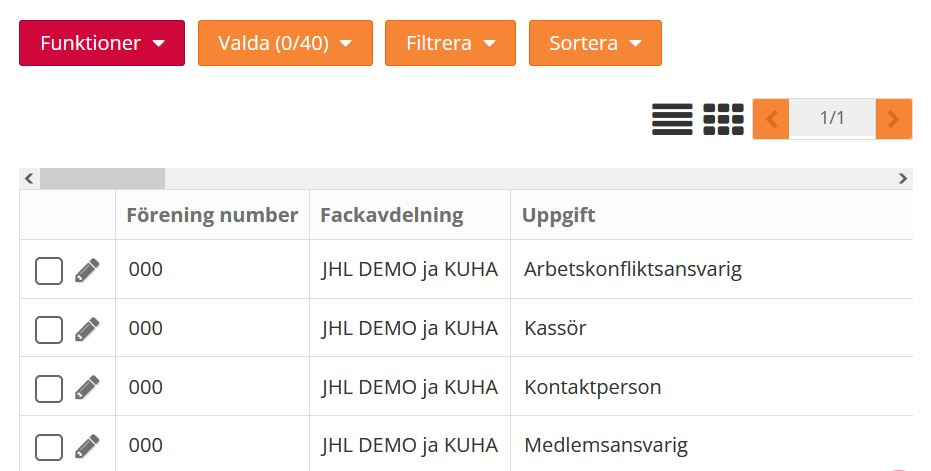 Funktioner Valda (0/40) Filtrera Sortera
1/1
Förening number Fackavdelning Uppgift
000 JHL DEMO ja KUHA Arbetskonfliktsansvarig
000 JHL DEMO ja KUHA Kassör
000 JHL DEMO ja KUHA Kontaktperson
000 JHL DEMO ja KUHA Medlemsansvarig